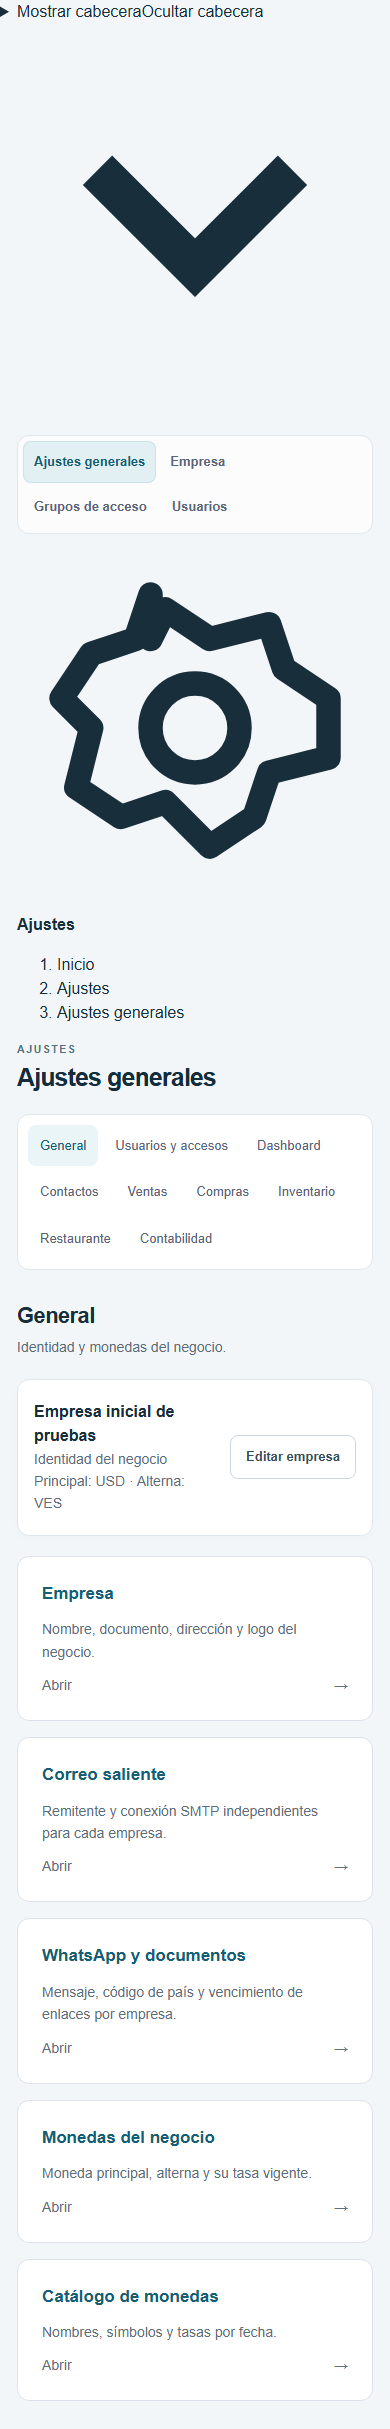 Mostrar cabeceraOcultar cabecera
Ajustes generales Empresa
Grupos de acceso Usuarios
Ajustes
1. Inicio
2. Ajustes
3. Ajustes generales
AJUSTES
Ajustes generales
General Usuarios y accesos Dashboard
Contactos Ventas Compras Inventario
Restaurante Contabilidad
General
Identidad y monedas del negocio.
Empresa inicial de
pruebas
Identidad del negocio
Principal: USD · Alterna:
VES
Editar empresa
Empresa
Nombre, documento, dirección y logo del
negocio.
Abrir →
Correo saliente
Remitente y conexión SMTP independientes
para cada empresa.
Abrir →
WhatsApp y documentos
Mensaje, código de país y vencimiento de
enlaces por empresa.
Abrir →
Monedas del negocio
Moneda principal, alterna y su tasa vigente.
Abrir →
Catálogo de monedas
Nombres, símbolos y tasas por fecha.
Abrir →